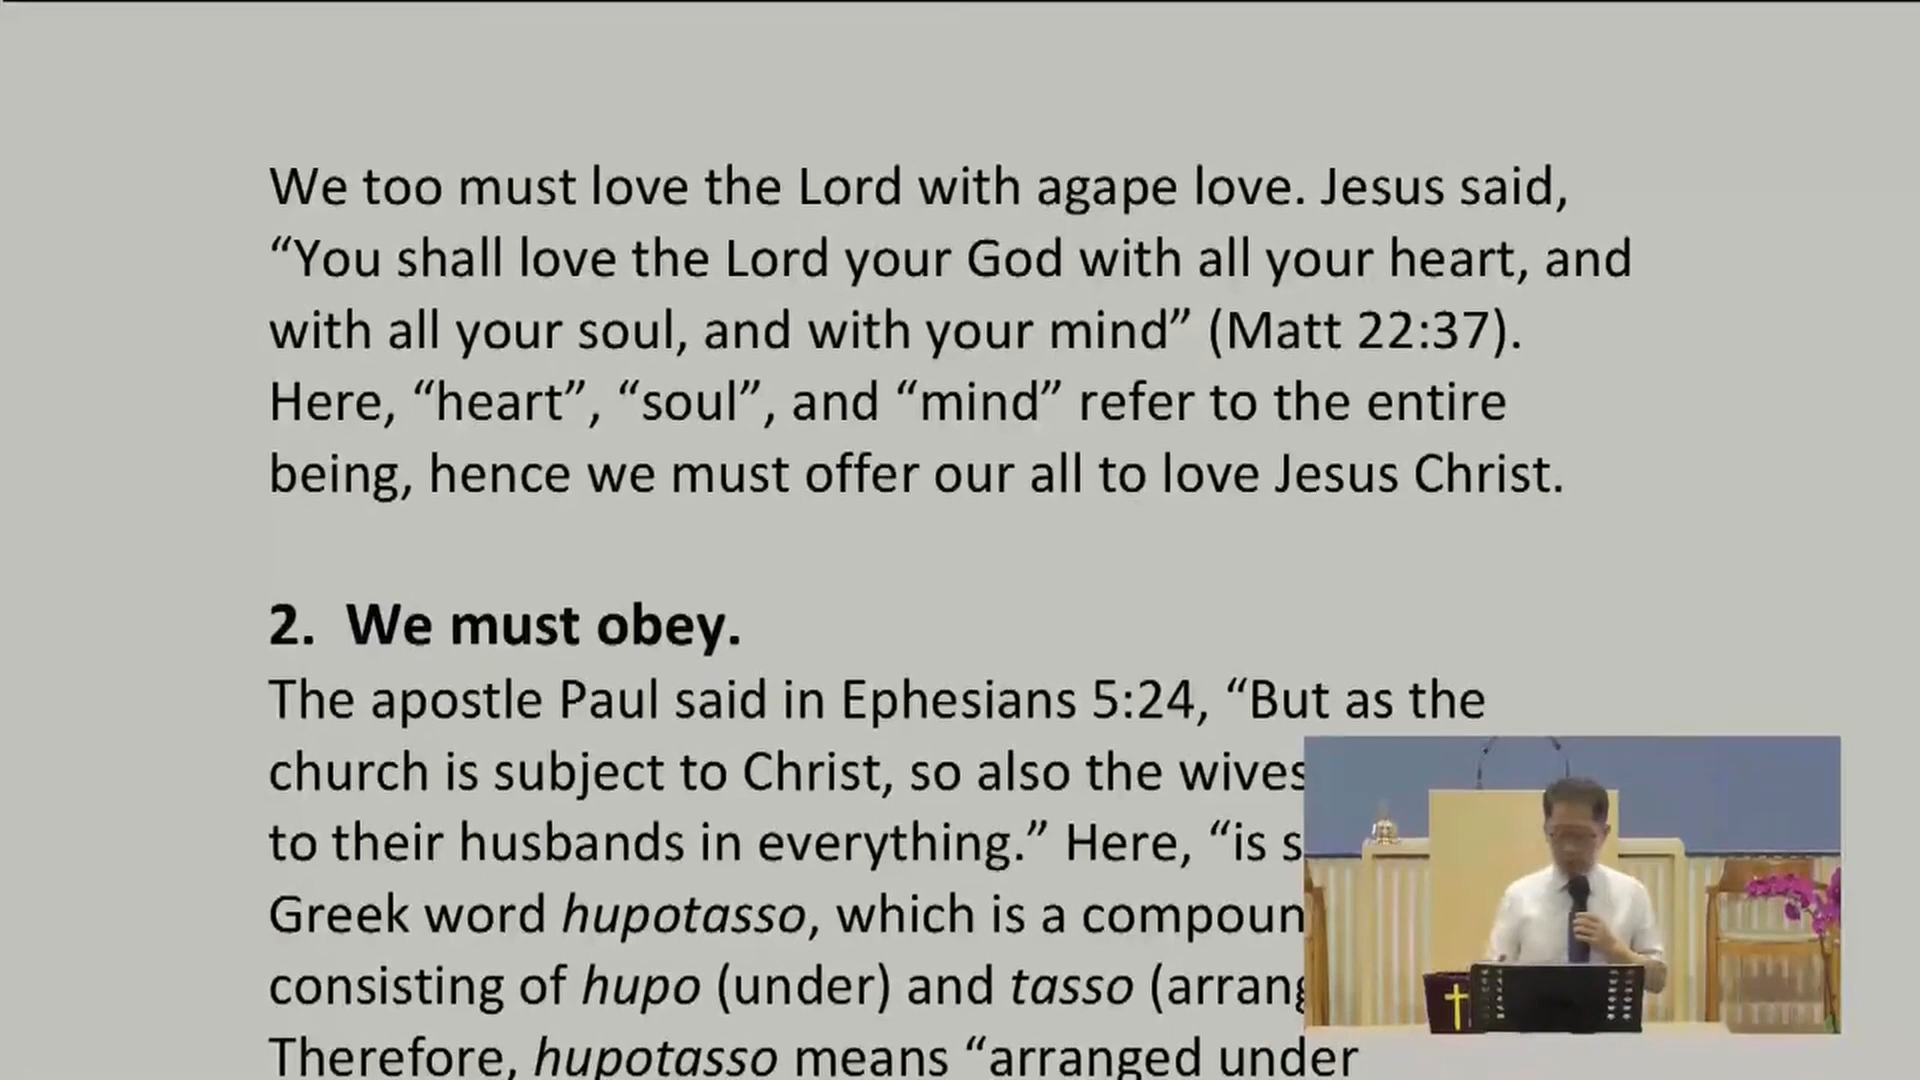 We too must love the Lord with agape love. Jesus said,
“You shall love the Lord your God with all your heart, and
with all your soul, and with your mind” (Matt 22:37).
Here, “heart”, “soul”, and “mind” refer to the entire
being, hence we must offer our all to love Jesus Christ.
2. We must obey.
The apostle Paul said in Ephesians 5:24, “But as the
church is subject to Christ, so also the wives
to their husbands in everything.” Here, “is
Greek word hupotasso, which is a
consisting of hupo (under) and tasso
Therefore, hupotasso means “arranged under